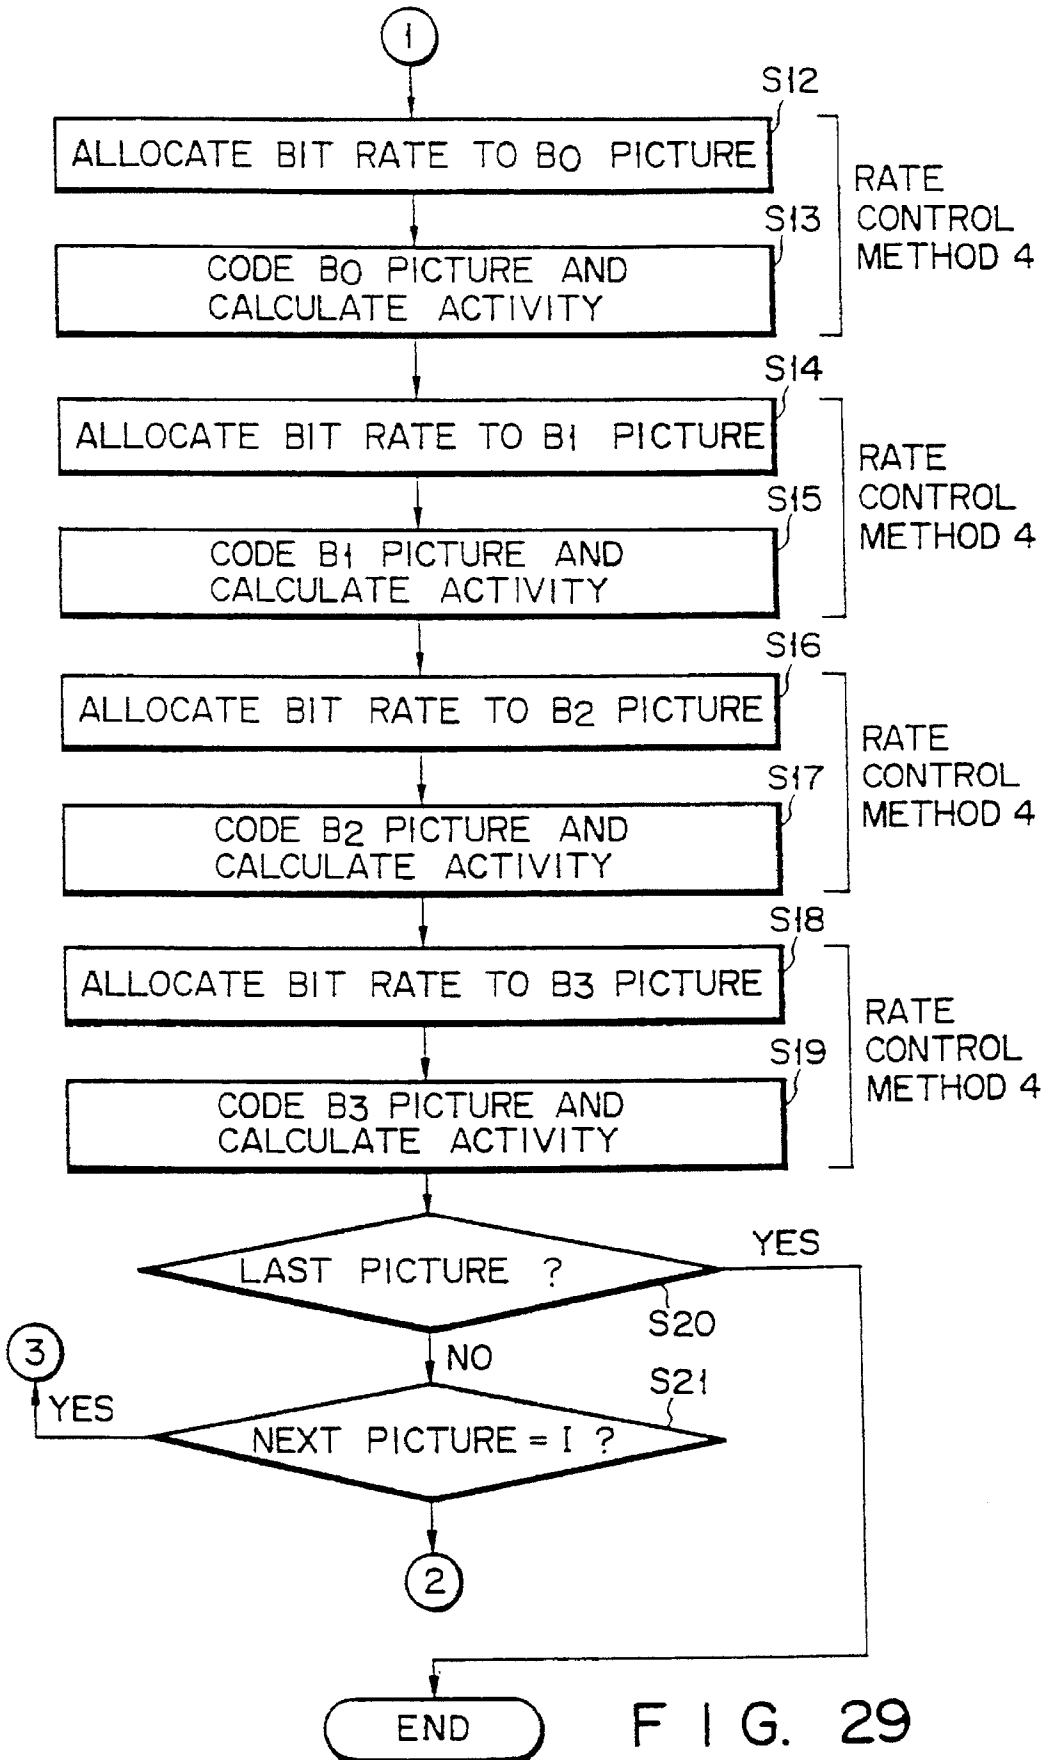 1
S12
ALLOCATE BIT RATE TO B0 PICTURE
RATE
CONTROL
METHOD 4
S13
CODE B0 PICTURE AND
CALCULATE ACTIVITY
S14
ALLOCATE BIT RATE TO B1 PICTURE
RATE
CONTROL
METHOD 4
S15
CODE B1 PICTURE AND
CALCULATE ACTIVITY
S16
ALLOCATE BIT RATE TO B2 PICTURE
RATE
CONTROL
METHOD 4
S17
CODE B2 PICTURE AND
CALCULATE ACTIVITY
S18
ALLOCATE BIT RATE TO B3 PICTURE
RATE
CONTROL
METHOD 4
S19
CODE B3 PICTURE AND
CALCULATE ACTIVITY
LAST PICTURE ?
YES
S20
NO
3
YES
S21
NEXT PICTURE = I ?
2
END
FIG. 29